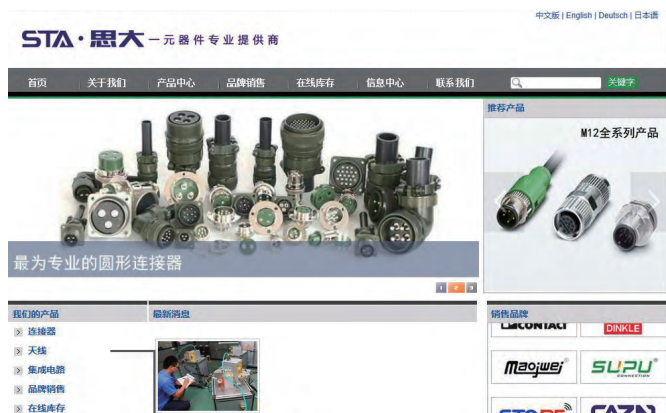 中文版 | English | Deutsch | 日本语
STA·思大 一元器件专业提供商
首页 关于我们 产品中心 品牌销售 在线库存 信息中心 联系我们 关键字
推荐产品
M12全系列产品
最为专业的圆形连接器
1 2 3
我们的产品 最新消息 销售品牌
连接器
天线
集成电路
品牌销售
在线库存
DINKLE
Maojwei
SUPU
CONNECTION